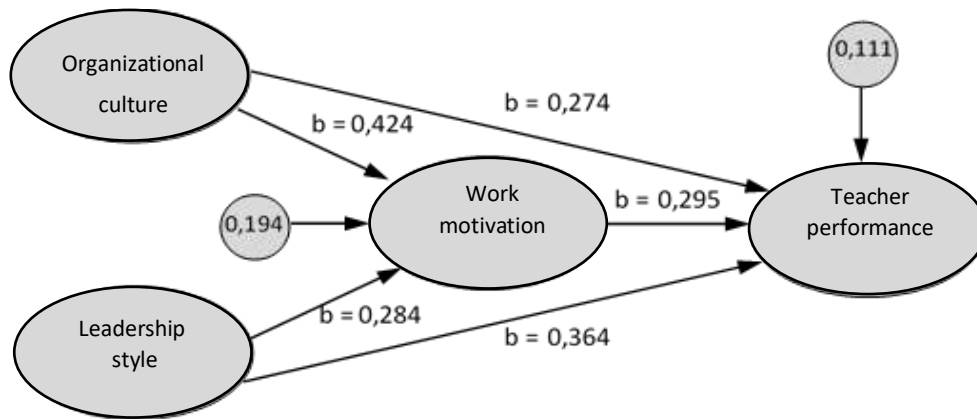 Organizational
culture
0,111
b = 0,274
b = 0,424
Work
motivation
b = 0,295
Teacher
performance
0,194
b = 0,284
b = 0,364
Leadership
style